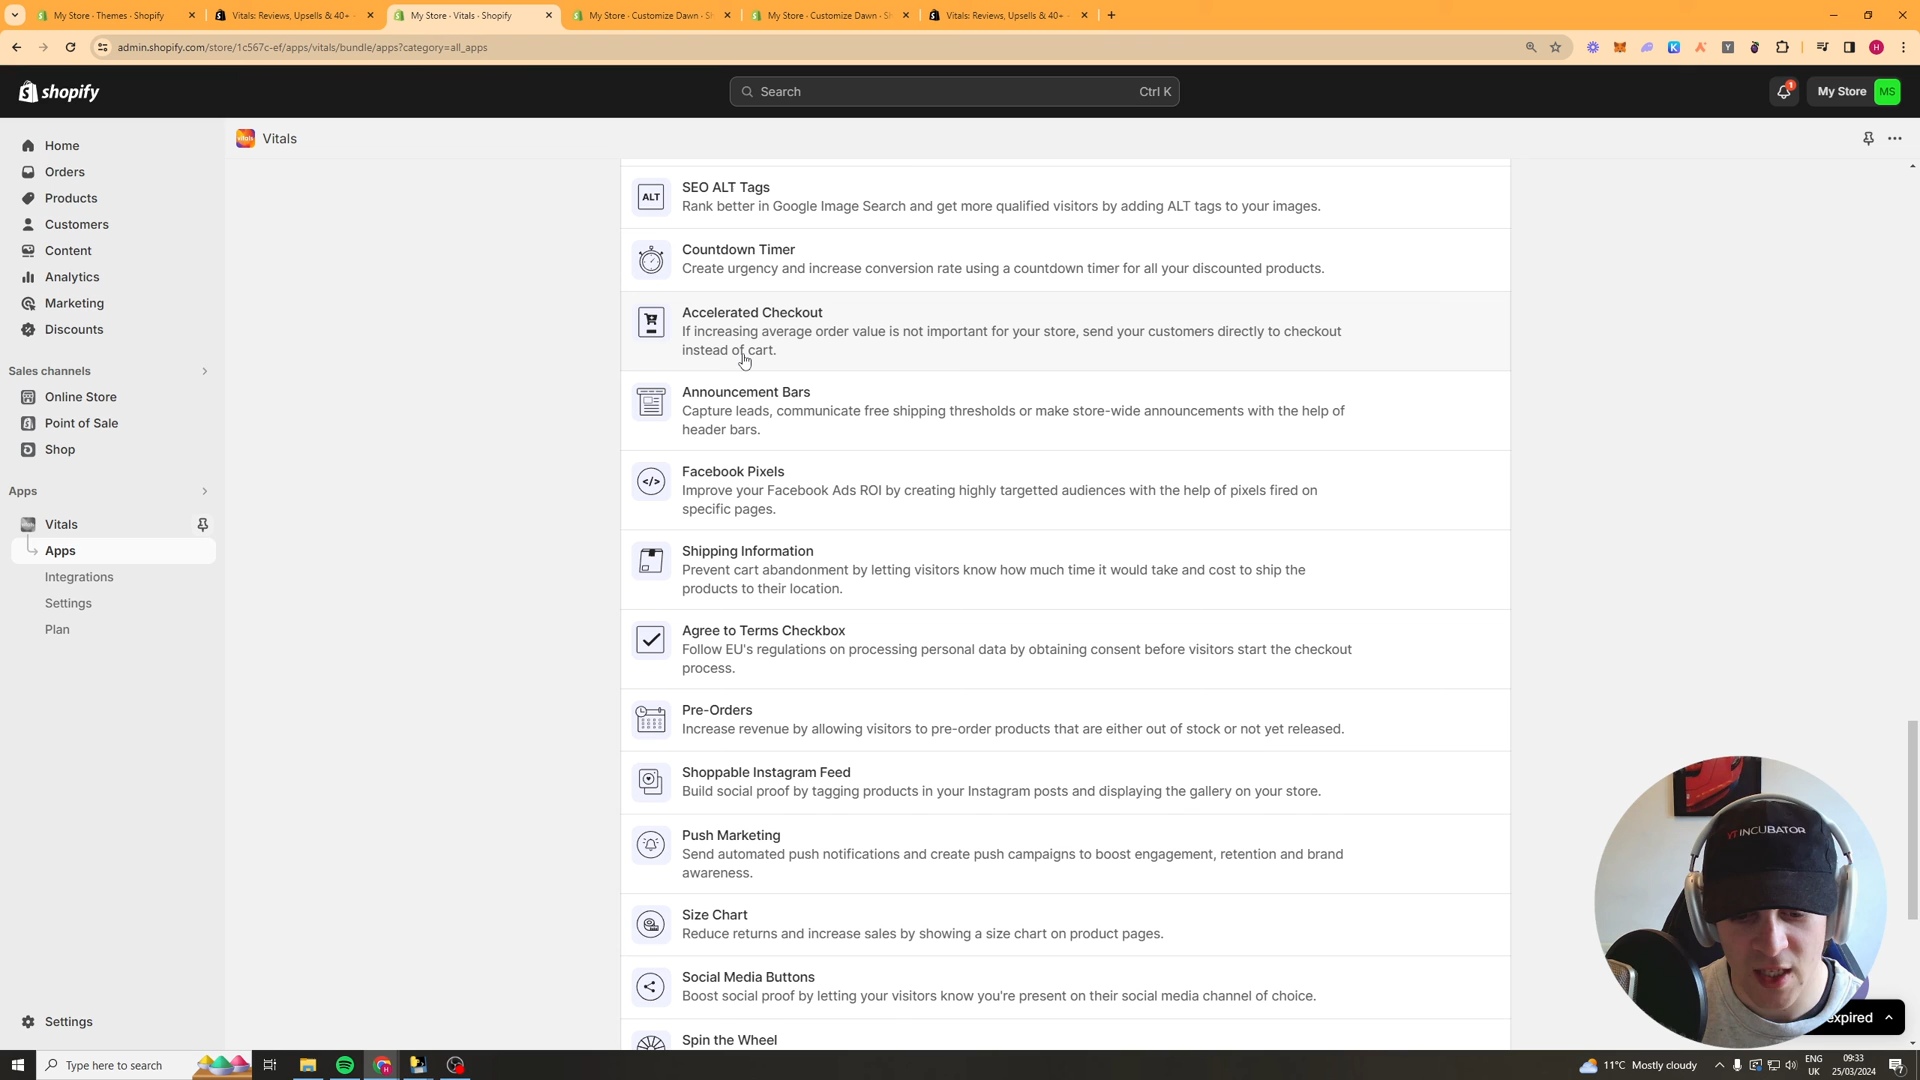 My Store - Themes - Shopify
Vitals: Reviews, Upsells & 40+
My Store - Vitals - Shopify
My Store - Customize Dawn - S
My Store - Customize Dawn - S
Vitals: Reviews, Upsells & 40+
admin.shopify.com/store/1c567c-ef/apps/vitals/bundle/apps?category=all_apps
shopify
Search
Ctrl K
1
My Store
MS
Home
Orders
Products
Customers
Content
Analytics
Marketing
Discounts
Sales channels
Online Store
Point of Sale
Shop
Apps
Vitals
Apps
Integrations
Settings
Plan
Settings
Vitals
ALT
SEO ALT Tags
Rank better in Google Image Search and get more qualified visitors by adding ALT tags to your images.
Countdown Timer
Create urgency and increase conversion rate using a countdown timer for all your discounted products.
Accelerated Checkout
If increasing average order value is not important for your store, send your customers directly to checkout
instead of cart.
Announcement Bars
Capture leads, communicate free shipping thresholds or make store-wide announcements with the help of
header bars.
Facebook Pixels
Improve your Facebook Ads ROI by creating highly targetted audiences with the help of pixels fired on
specific pages.
Shipping Information
Prevent cart abandonment by letting visitors know how much time it would take and cost to ship the
products to their location.
Agree to Terms Checkbox
Follow EU's regulations on processing personal data by obtaining consent before visitors start the checkout
process.
Pre-Orders
Increase revenue by allowing visitors to pre-order products that are either out of stock or not yet released.
Shoppable Instagram Feed
Build social proof by tagging products in your Instagram posts and displaying the gallery on your store.
Push Marketing
Send automated push notifications and create push campaigns to boost engagement, retention and brand
awareness.
Size Chart
Reduce returns and increase sales by showing a size chart on product pages.
Social Media Buttons
Boost social proof by letting your visitors know you're present on their social media channel of choice.
Spin the Wheel
YT INCUBATOR
expired
Type here to search
11°C Mostly cloudy
ENG
UK
09:33
25/03/2024